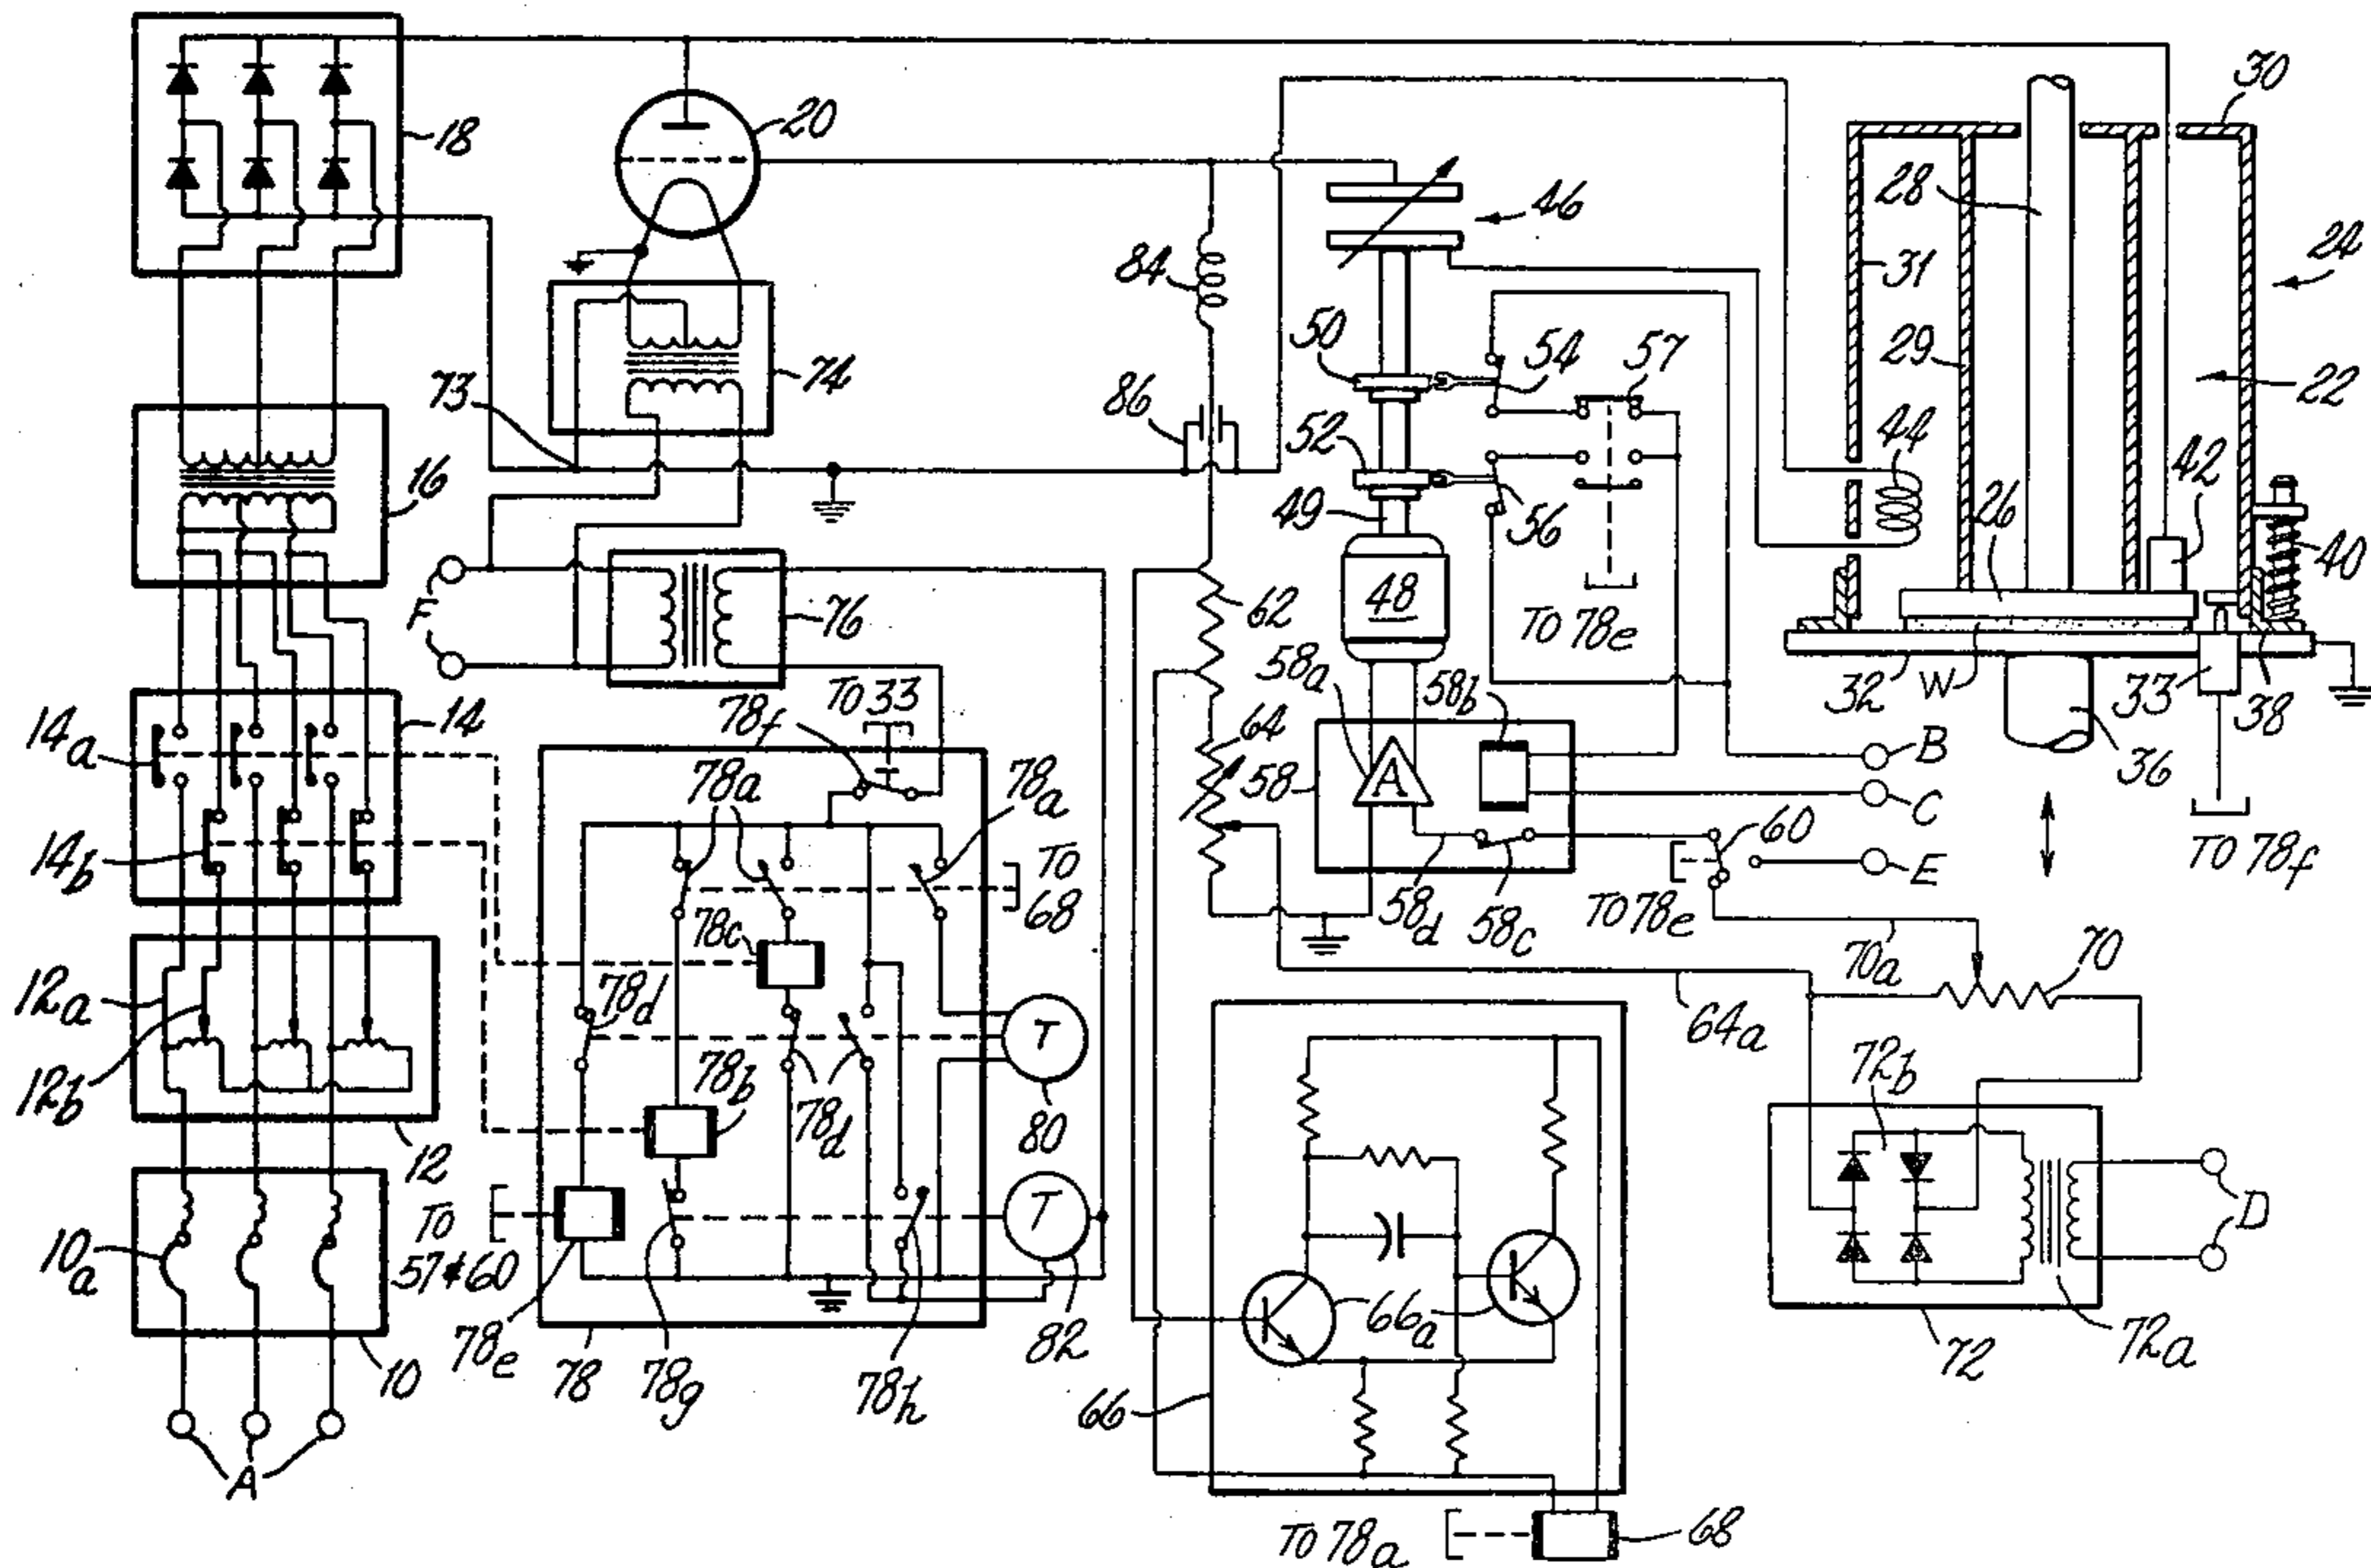 30
18
20
28
46
24
84
31
50
54
57
29
22
74
44
73
86
42
52
16
26
49
56
40
F
48
76
62
TO 78e
58a
58b
W
TO 33
32
33
38
14
78f
64
B
14a
78a
78a
58
A
36
C
60
14b
TO
68
E
TO 78f
78c
58d
58c
TO 78e
70
12a
78d
70a
64a
T
12b
78b
78d
72b
80
12
TO
57 & 60
T
D
10a
66a
78e
78
78g
78h
82
72
72a
10
66
A
TO 78a
68